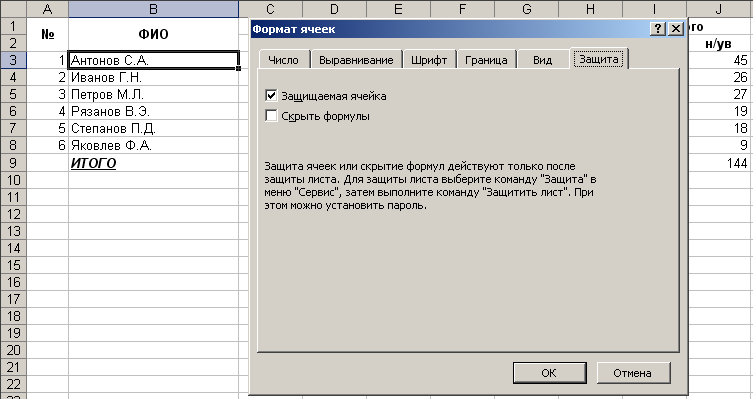 A B C D E F G H I J
Формат ячеек
Число Выравнивание Шрифт Граница Вид Защита
Защищаемая ячейка
Скрыть формулы
Защита ячеек или скрытие формул действуют только после
защиты листа. Для защиты листа выберите команду "Защита" в
меню "Сервис", затем выполните команду "Защитить лист". При
этом можно установить пароль.
OK Отмена
1 № ФИО ого
2 н/ув
3 1 Антонов С.А. 45
4 2 Иванов Г.Н. 26
5 3 Петров М.Л. 27
6 4 Рязанов В.Э. 19
7 5 Степанов П.Д. 18
8 6 Яковлев Ф.А. 9
9 ИТОГО 144
10
11
12
13
14
15
16
17
18
19
20
21
22
23